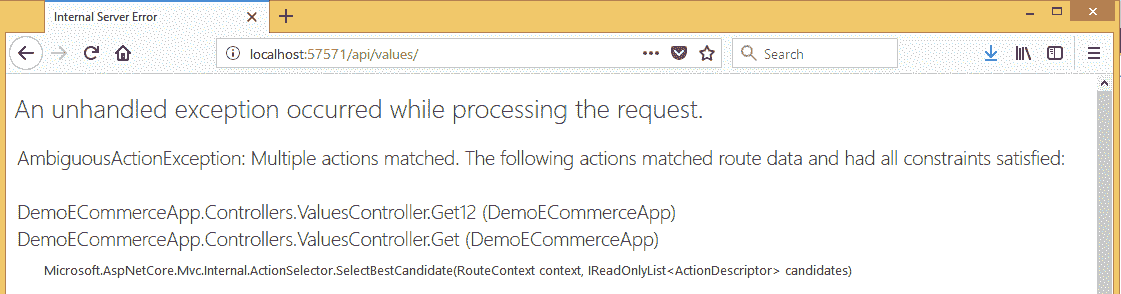 Internal Server Error
localhost:57571/api/values/
Search
An unhandled exception occurred while processing the request.
AmbiguousActionException: Multiple actions matched. The following actions matched route data and had all constraints satisfied:
DemoECommerceApp.Controllers.ValuesController.Get12 (DemoECommerceApp)
DemoECommerceApp.Controllers.ValuesController.Get (DemoECommerceApp)
Microsoft.AspNetCore.Mvc.Internal.ActionSelector.SelectBestCandidate(RouteContext context, IReadOnlyList<ActionDescriptor> candidates)